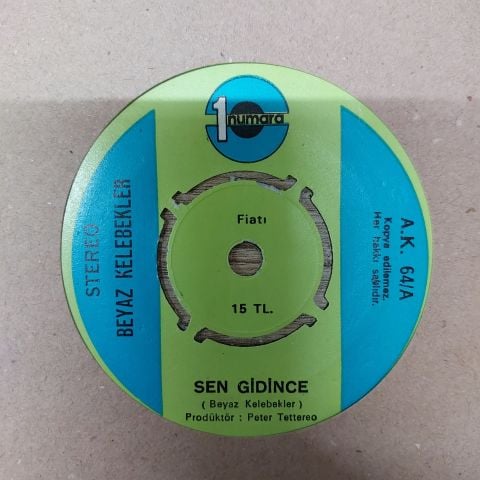 1 numara
STEREO
BEYAZ KELEBEKLER
Fiatı
15 TL.
A.K. 64/A
Kopya edilemez.
Her hakkı saklıdır.
SEN GİDİNCE
( Beyaz Kelebekler )
Prodüktör : Peter Tettereo